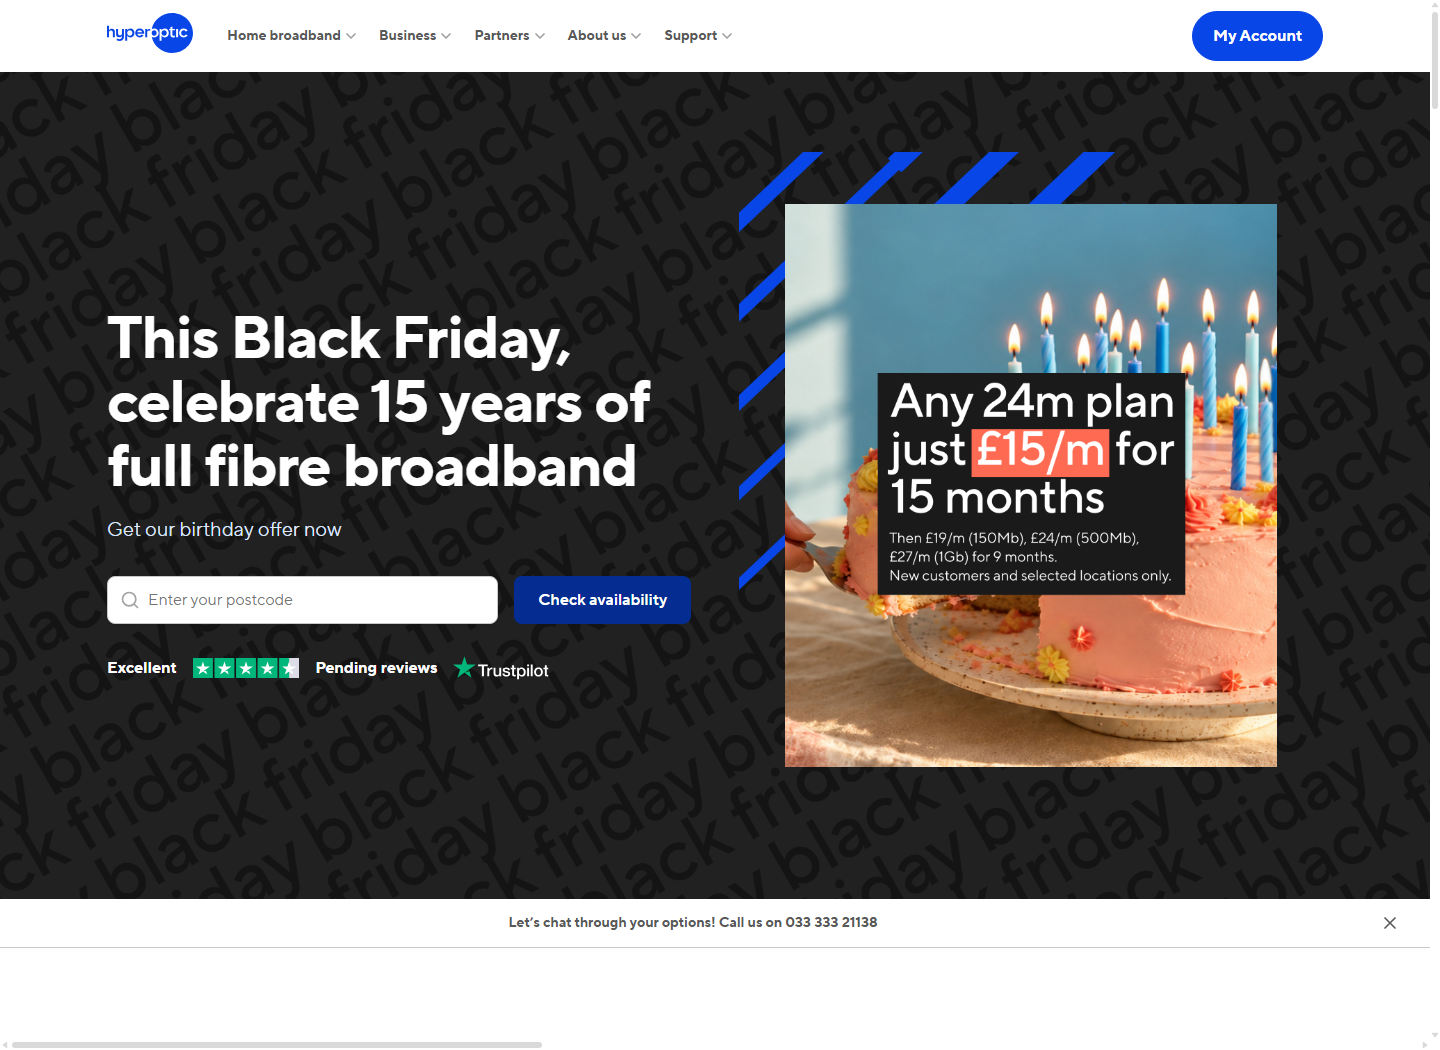 hyperoptic
Home broadband
Business
Partners
About us
Support
My Account
This Black Friday,
celebrate 15 years of
full fibre broadband
Get our birthday offer now
Enter your postcode
Check availability
Excellent
Pending reviews
Trustpilot
Any 24m plan
just £15/m for
15 months
Then £19/m (150Mb), £24/m (500Mb),
£27/m (1Gb) for 9 months.
New customers and selected locations only.
Let’s chat through your options! Call us on 033 333 21138